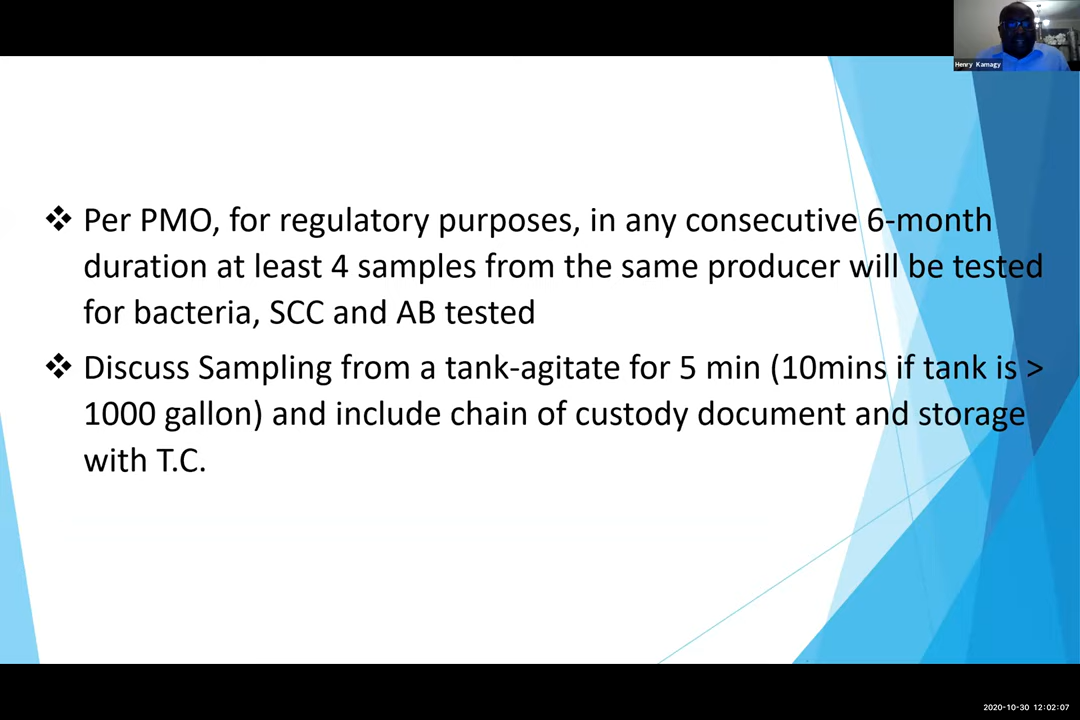 Henry Kamagy
❖ Per PMO, for regulatory purposes, in any consecutive 6-month
duration at least 4 samples from the same producer will be tested
for bacteria, SCC and AB tested
❖ Discuss Sampling from a tank-agitate for 5 min (10mins if tank is >
1000 gallon) and include chain of custody document and storage
with T.C.
2020-10-30 12:02:07